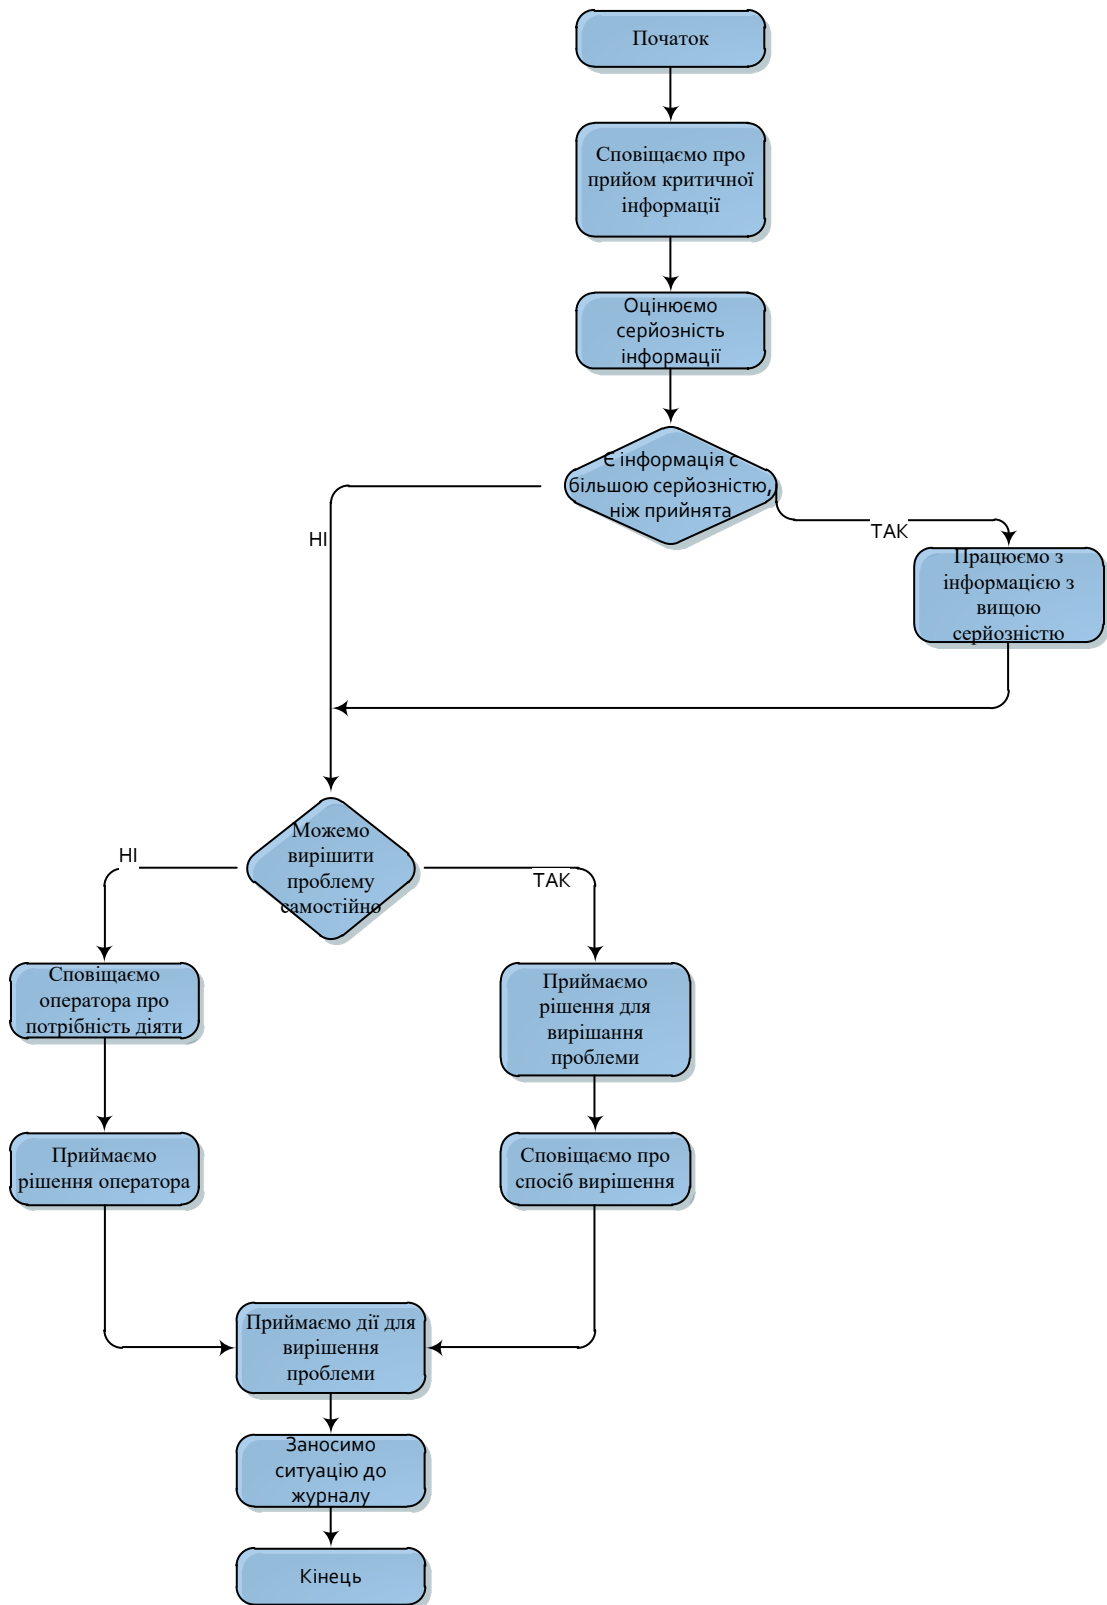 Початок
Сповіщаємо про
прийом критичної
інформації
Оцінюємо
серйозність
інформації
Є інформація с
більшою серйозністю,
ніж прийнята
НІ
ТАК
Працюємо з
інформацією з
вищою
серйозністю
Можемо
вирішити
проблему
самостійно
НІ
ТАК
Сповіщаємо
оператора про
потрібність діяти
Приймаємо
рішення для
вирішання
проблеми
Приймаємо
рішення оператора
Сповіщаємо про
спосіб вирішення
Приймаємо дії для
вирішення
проблеми
Заносимо
ситуацію до
журналу
Кінець